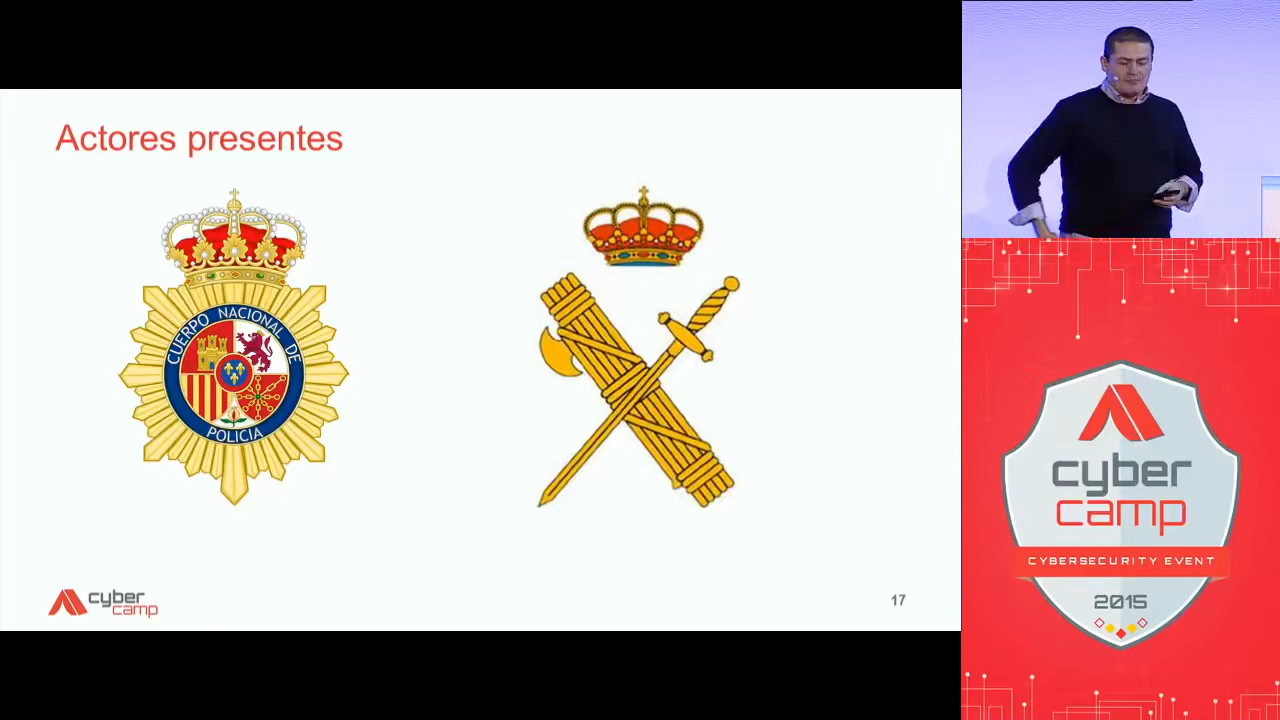 Actores presentes
CUERPO NACIONAL DE
POLICIA
cyber
camp
17
cyber
camp
CYBERSECURITY EVENT
2015